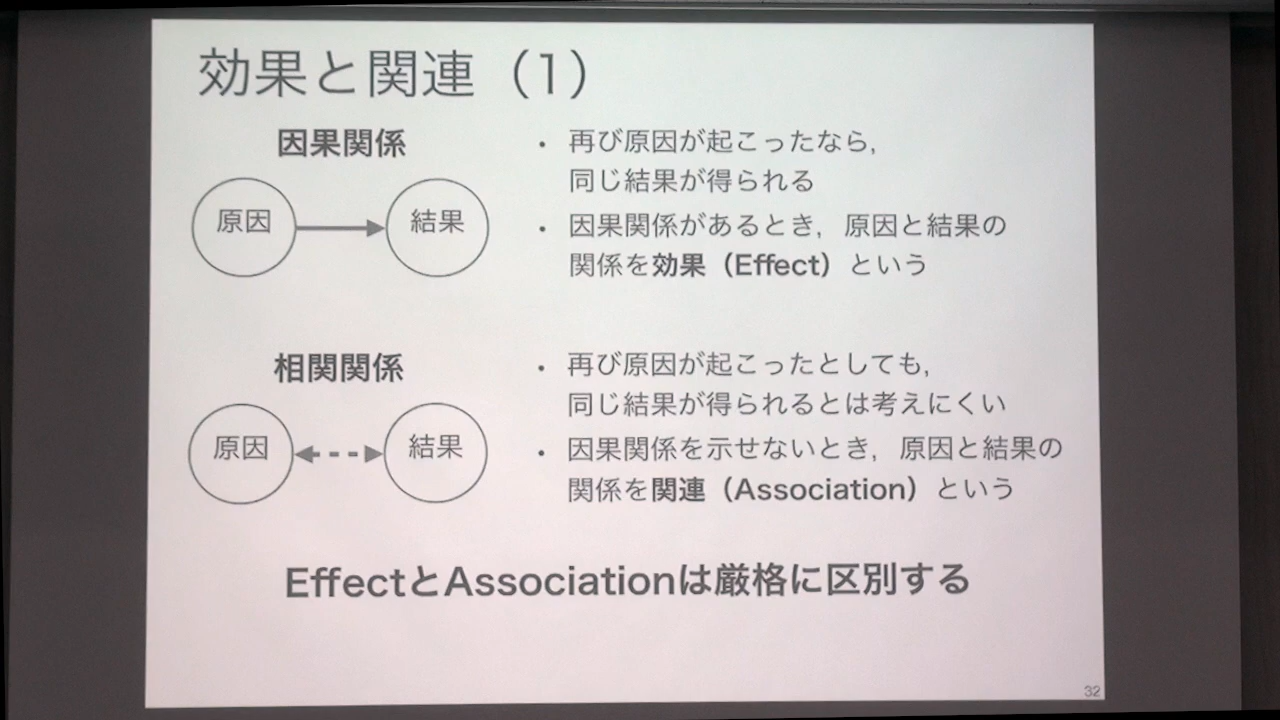 効果と関連（1）
因果関係
原因
結果
・ 再び原因が起こったなら，
同じ結果が得られる
・ 因果関係があるとき，原因と結果の
関係を効果（Effect）という
相関関係
原因
結果
・ 再び原因が起こったとしても，
同じ結果が得られるとは考えにくい
・ 因果関係を示せないとき，原因と結果の
関係を関連（Association）という
EffectとAssociationは厳格に区別する
32